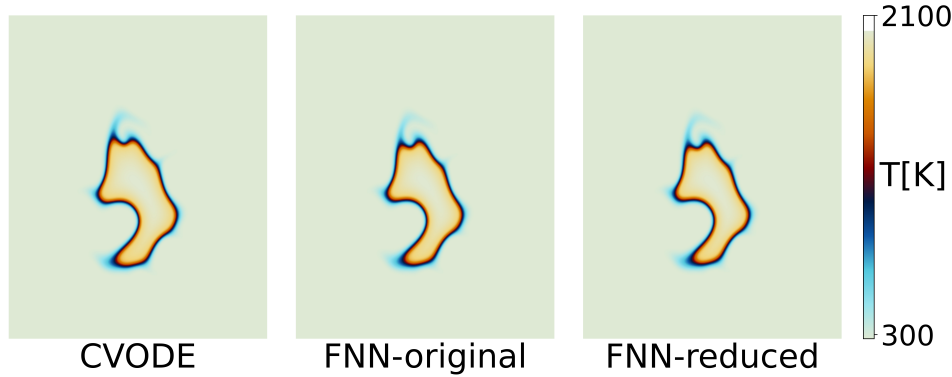 2100
T[K]
300
CVODE
FNN-original
FNN-reduced